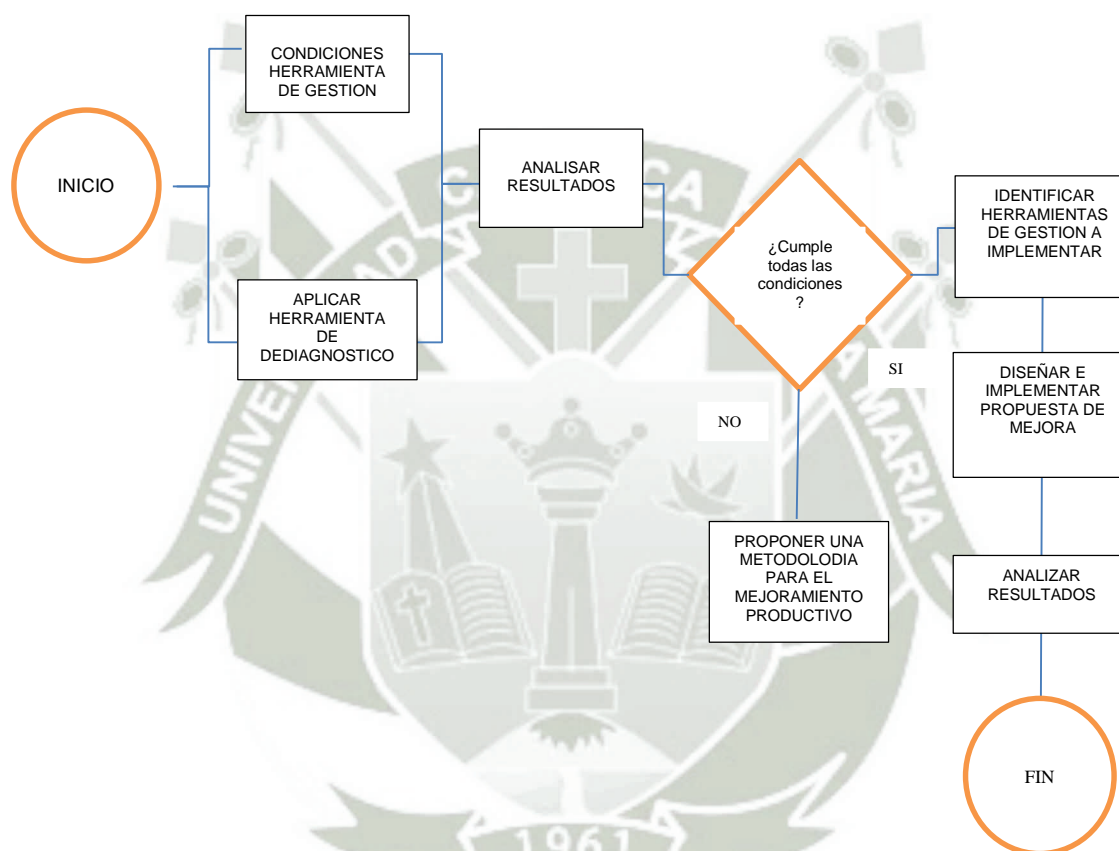 CONDICIONES
HERRAMIENTA
DE GESTION
INICIO
APLICAR
HERRAMIENTA
DE
DEDIAGNOSTICO
ANALISAR
RESULTADOS
¿Cumple
todas las
condiciones
?
SI
NO
IDENTIFICAR
HERRAMIENTAS
DE GESTION A
IMPLEMENTAR
DISEÑAR E
IMPLEMENTAR
PROPUESTA DE
MEJORA
PROPONER UNA
METODOLODIA
PARA EL
MEJORAMIENTO
PRODUCTIVO
ANALIZAR
RESULTADOS
FIN
1961